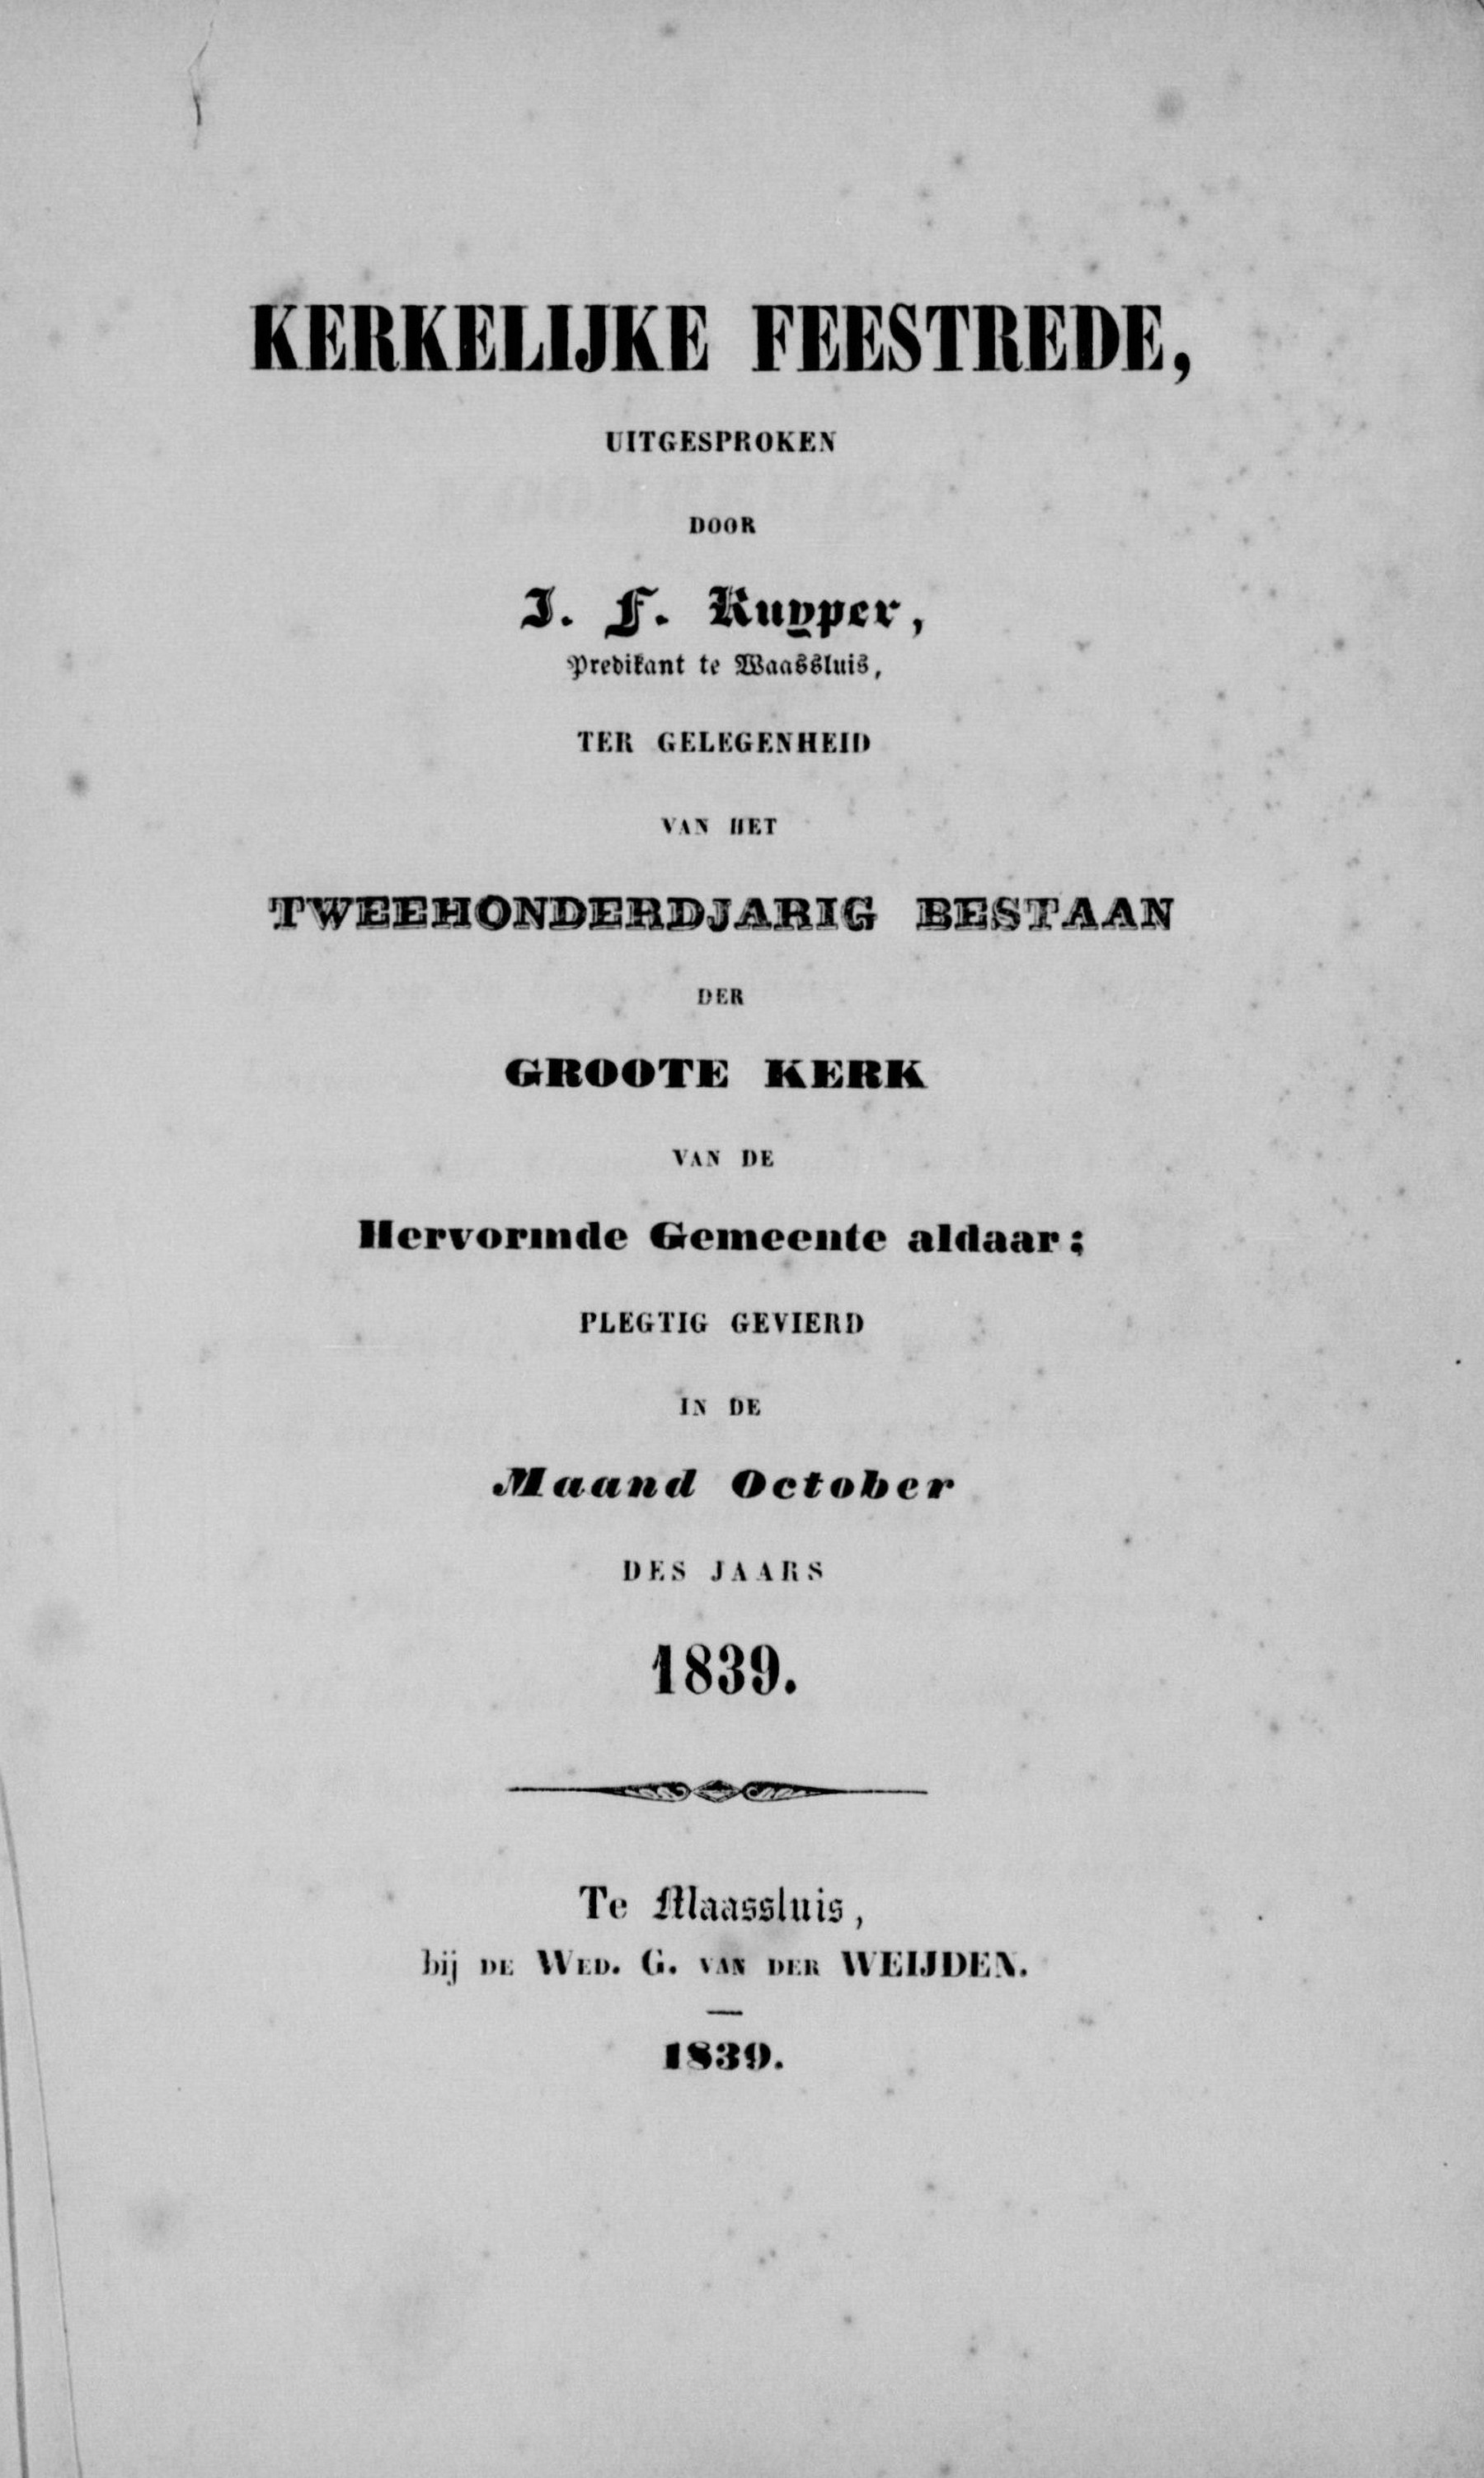 KERKELIJKE FEESTREDE,
UITGESPROKEN
DOOR
J. F. Kuyper,
Predikant te Waassluis,
TER GELEGENHEID
VAN HET
TWEEHONDERDJARIG BESTAAN
DER
GROOTE KERK
VAN DE
Hervormde Gemeente aldaar;
PLEGTIG GEVIERD
IN DE
Maand October
DES JAARS
1839.
Te Maassluis,
bij DE WED. G. VAN DER WEIJDEN.
1839.